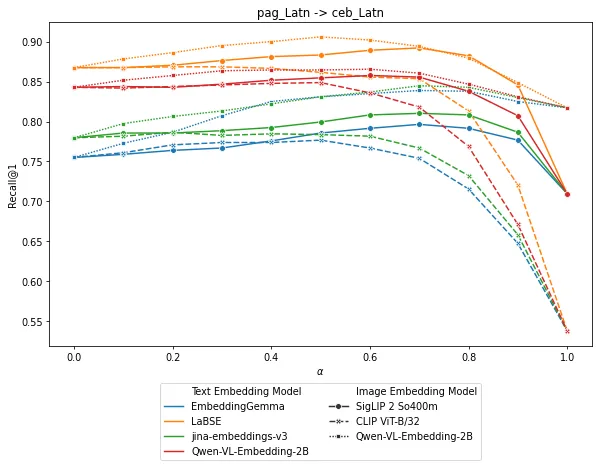 pag_Latn -> ceb_Latn
Recall@1
0.90
0.85
0.80
0.75
0.70
0.65
0.60
0.55
0.0 0.2 0.4 0.6 0.8 1.0
α
Text Embedding Model
EmbeddingGemma
LaBSE
jina-embeddings-v3
Qwen-VL-Embedding-2B
Image Embedding Model
SigLIP 2 So400m
CLIP ViT-B/32
Qwen-VL-Embedding-2B